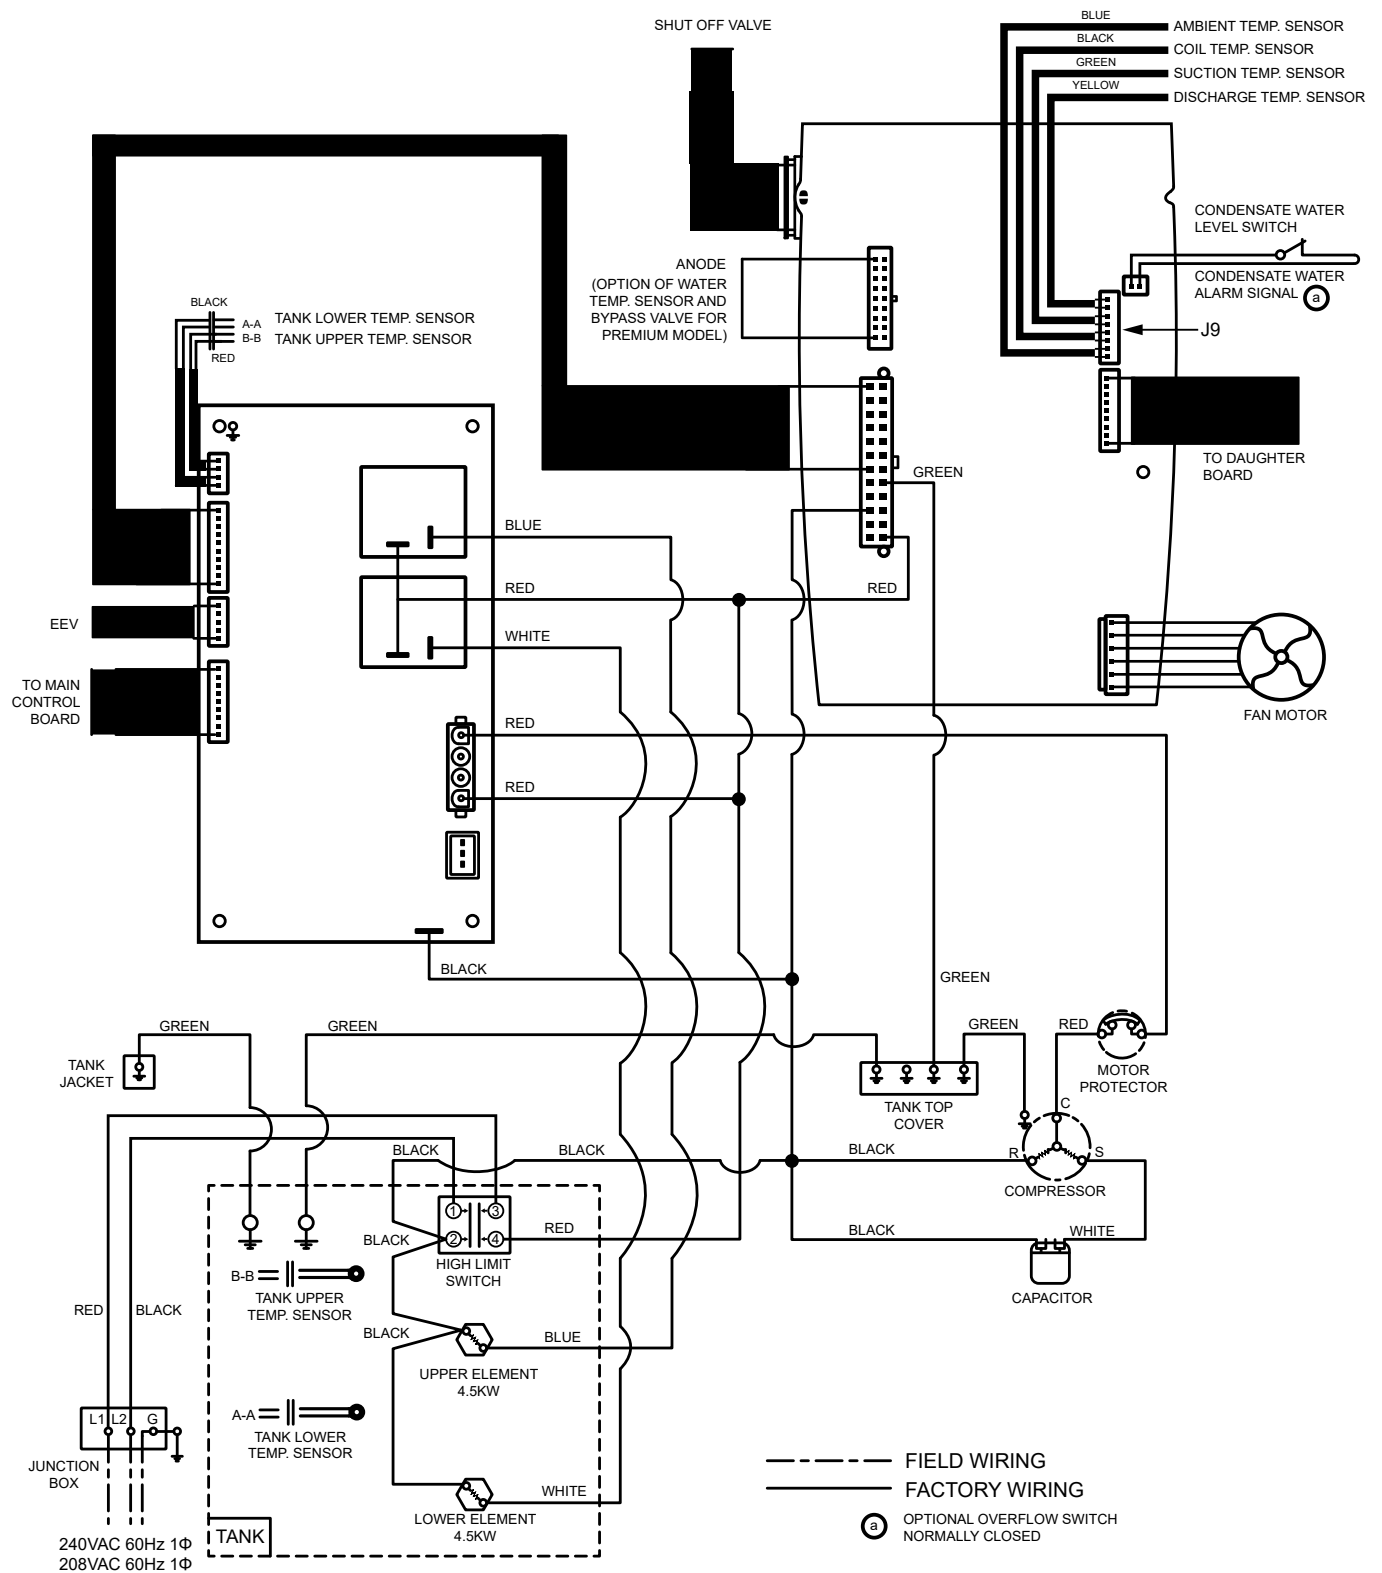 SHUT OFF VALVE
BLUE
AMBIENT TEMP. SENSOR
BLACK
COIL TEMP. SENSOR
GREEN
SUCTION TEMP. SENSOR
YELLOW
DISCHARGE TEMP. SENSOR
CONDENSATE WATER
LEVEL SWITCH
CONDENSATE WATER
ALARM SIGNAL a
J9
ANODE
(OPTION OF WATER
TEMP. SENSOR AND
BYPASS VALVE FOR
PREMIUM MODEL)
BLACK
A-A
TANK LOWER TEMP. SENSOR
B-B
TANK UPPER TEMP. SENSOR
RED
GREEN
TO DAUGHTER
BOARD
BLUE
RED
RED
WHITE
EEV
TO MAIN
CONTROL
BOARD
FAN MOTOR
RED
RED
BLACK
GREEN
GREEN
GREEN
GREEN
RED
TANK
JACKET
MOTOR
PROTECTOR
TANK TOP
COVER
C
R
S
COMPRESSOR
BLACK
BLACK
BLACK
1
3
2
4
BLACK
RED
BLACK
WHITE
HIGH LIMIT
SWITCH
CAPACITOR
B-B
TANK UPPER
TEMP. SENSOR
RED
BLACK
BLACK
BLUE
UPPER ELEMENT
4.5KW
A-A
TANK LOWER
TEMP. SENSOR
L1
L2
G
JUNCTION
BOX
WHITE
LOWER ELEMENT
4.5KW
TANK
240VAC 60Hz 1Φ
208VAC 60Hz 1Φ
FIELD WIRING
FACTORY WIRING
a OPTIONAL OVERFLOW SWITCH
NORMALLY CLOSED